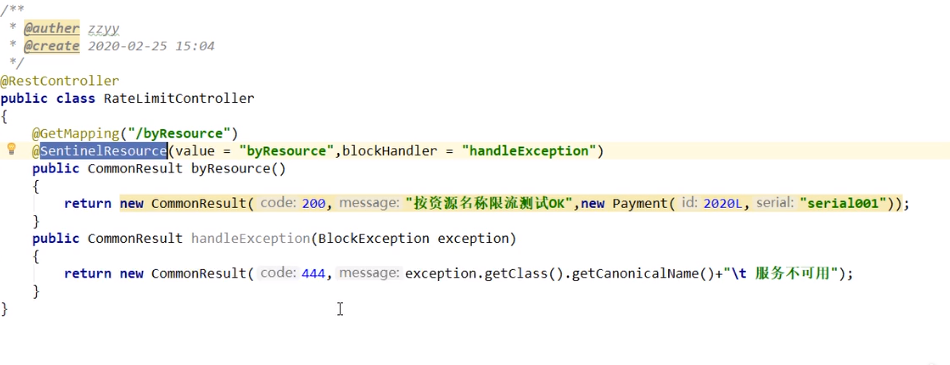 /**
 * @auther zzyy
 * @create 2020-02-25 15:04
 */
@RestController
public class RateLimitController
{
    @GetMapping("/byResource")
    @SentinelResource(value = "byResource",blockHandler = "handleException")
    public CommonResult byResource()
    {
        return new CommonResult( code: 200, message: "按资源名称限流测试OK",new Payment( id: 2020L, serial: "serial001"));
    }
    public CommonResult handleException(BlockException exception)
    {
        return new CommonResult( code: 444, message: exception.getClass().getCanonicalName()+"\t 服务不可用");
    }
}